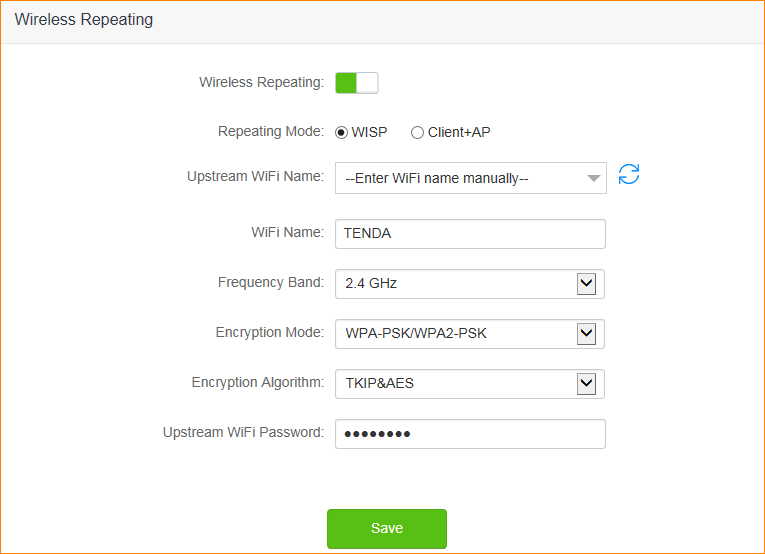 Wireless Repeating
Wireless Repeating:
Repeating Mode: WISP Client+AP
Upstream WiFi Name: --Enter WiFi name manually--
WiFi Name: TENDA
Frequency Band: 2.4 GHz
Encryption Mode: WPA-PSK/WPA2-PSK
Encryption Algorithm: TKIP&AES
Upstream WiFi Password: ●●●●●●●●
Save